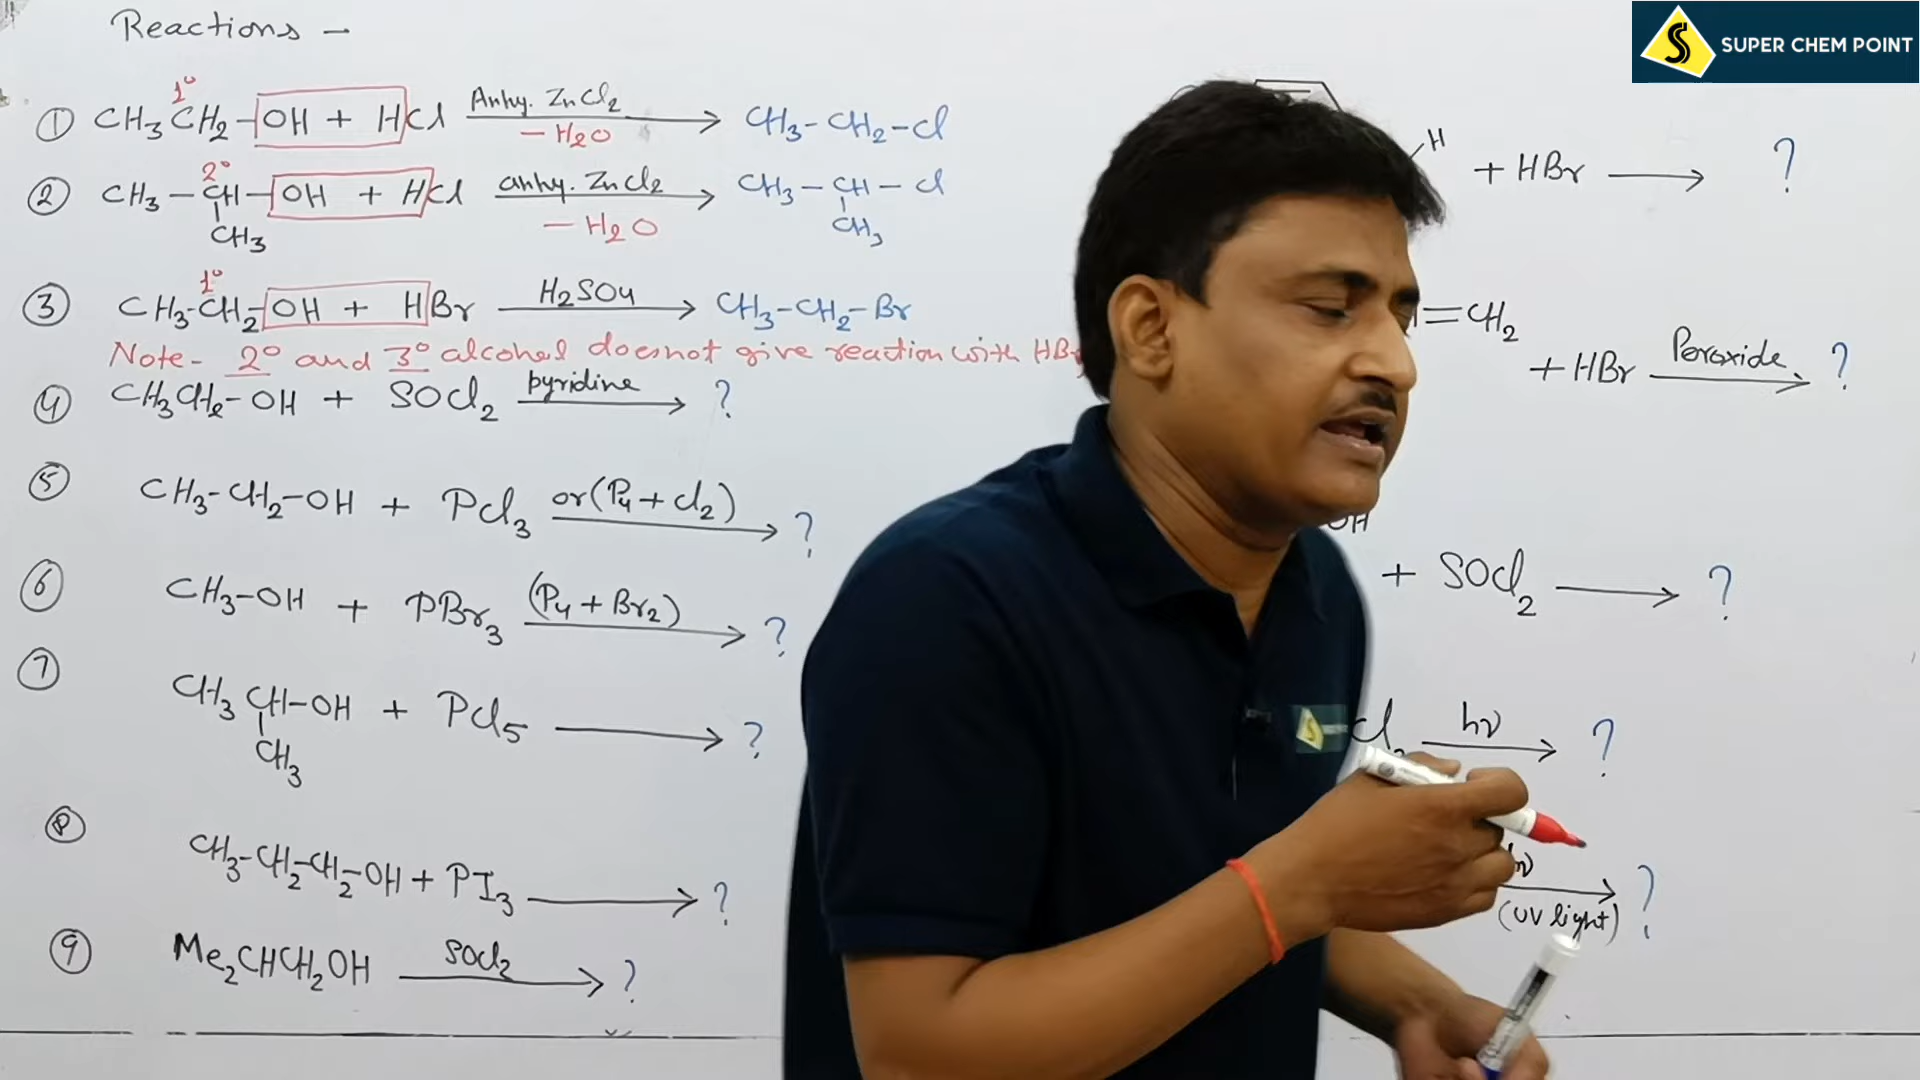 SUPER CHEM POINT
Reactions –
1°
① CH3CH2–OH + HCl Anhy. ZnCl2 → CH3–CH2–Cl
– H2O
2°
② CH3–CH–OH + HCl anhy. ZnCl2 → CH3–CH–Cl
CH3 – H2O CH3
1°
③ CH3–CH2–OH + HBr H2SO4 → CH3–CH2–Br
Note- 2° and 3° alcohol doesnot give reaction with HBr
④ CH3CH2–OH + SOCl2 pyridine → ?
⑤ CH3–CH2–OH + PCl3 or (P4 + Cl2) → ?
⑥ CH3–OH + PBr3 (P4 + Br2) → ?
⑦ CH3CH–OH + PCl5 → ?
CH3
⑧ CH3–CH2–CH2–OH + PI3 → ?
⑨ Me2CHCH2OH SOCl2 → ?
H
+ HBr → ?
=CH2
+ HBr Peroxide → ?
OH
+ SOCl2 → ?
Cl2 hν → ?
hν → ?
(UV light)